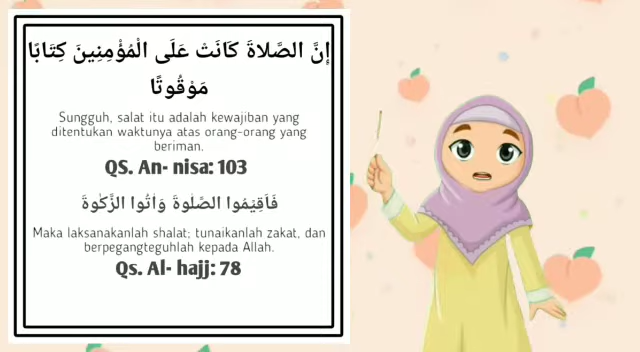 إِنَّ الصَّلاةَ كَانَتْ عَلَى الْمُؤْمِنِينَ كِتَابًا
مَوْقُوتًا
Sungguh, salat itu adalah kewajiban yang
ditentukan waktunya atas orang-orang yang
beriman.
QS. An- nisa: 103
فَاَقِيْمُوا الصَّلٰوةَ وَاٰتُوا الزَّكٰوةَ
Maka laksanakanlah shalat; tunaikanlah zakat, dan
berpegangteguhlah kepada Allah.
Qs. Al- hajj: 78